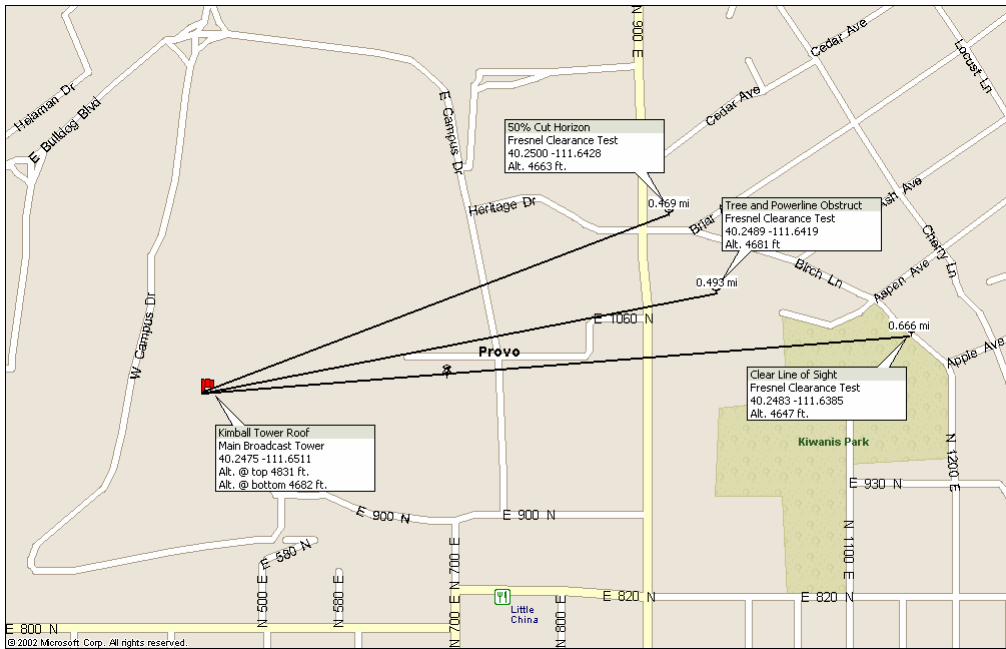 N 900 E
Cedar Ave
Locust Ln
Helaman Dr
E Bulldog Blvd
E Campus Dr
Cedar Ave
50% Cut Horizon
Fresnel Clearance Test
40.2500 -111.6428
Alt. 4663 ft.
Heritage Dr
0.469 mi
Briar
Ash Ave
Tree and Powerline Obstruct
Fresnel Clearance Test
40.2489 -111.6419
Alt. 4681 ft
Cherry Ln
Birch Ln
Aspen Ave
0.493 mi
W Campus Dr
E 1060 N
0.666 mi
Provo
Apple Ave
Clear Line of Sight
Fresnel Clearance Test
40.2483 -111.6385
Alt. 4647 ft.
Kimball Tower Roof
Main Broadcast Tower
40.2475 -111.6511
Alt. @ top 4831 ft.
Alt. @ bottom 4682 ft.
Kiwanis Park
N 1200 E
E 930 N
E 900 N
E 900 N
N 1100 E
E 580 N
N 700 E
N 500 E
N 580 E
E 820 N
E 820 N
Little
China
N 700 E
N 800 E
E 800 N
© 2002 Microsoft Corp. All rights reserved.